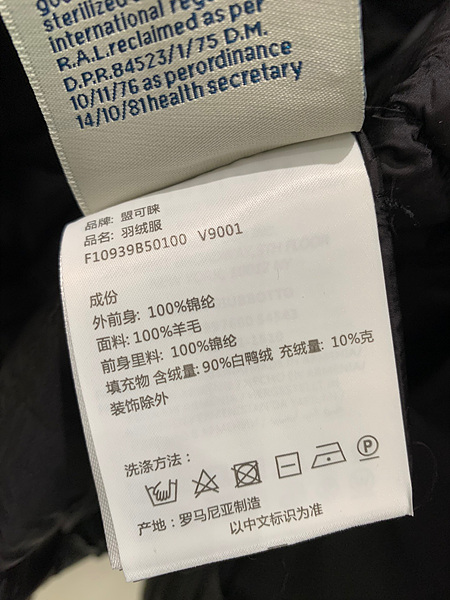 sterilized
international regu
R.A.L.reclaimed as per
D.P.R.84523/1/75 D.M.
10/11/76 as perordinance
14/10/81health secretary
品牌: 盟可睐
品名: 羽绒服
F10939B50100 V9001
成份
外前身: 100%锦纶
面料: 100%羊毛
前身里料: 100%锦纶
填充物 含绒量: 90%白鸭绒 充绒量: 10%克
装饰除外
洗涤方法:
P
产地: 罗马尼亚制造
以中文标识为准